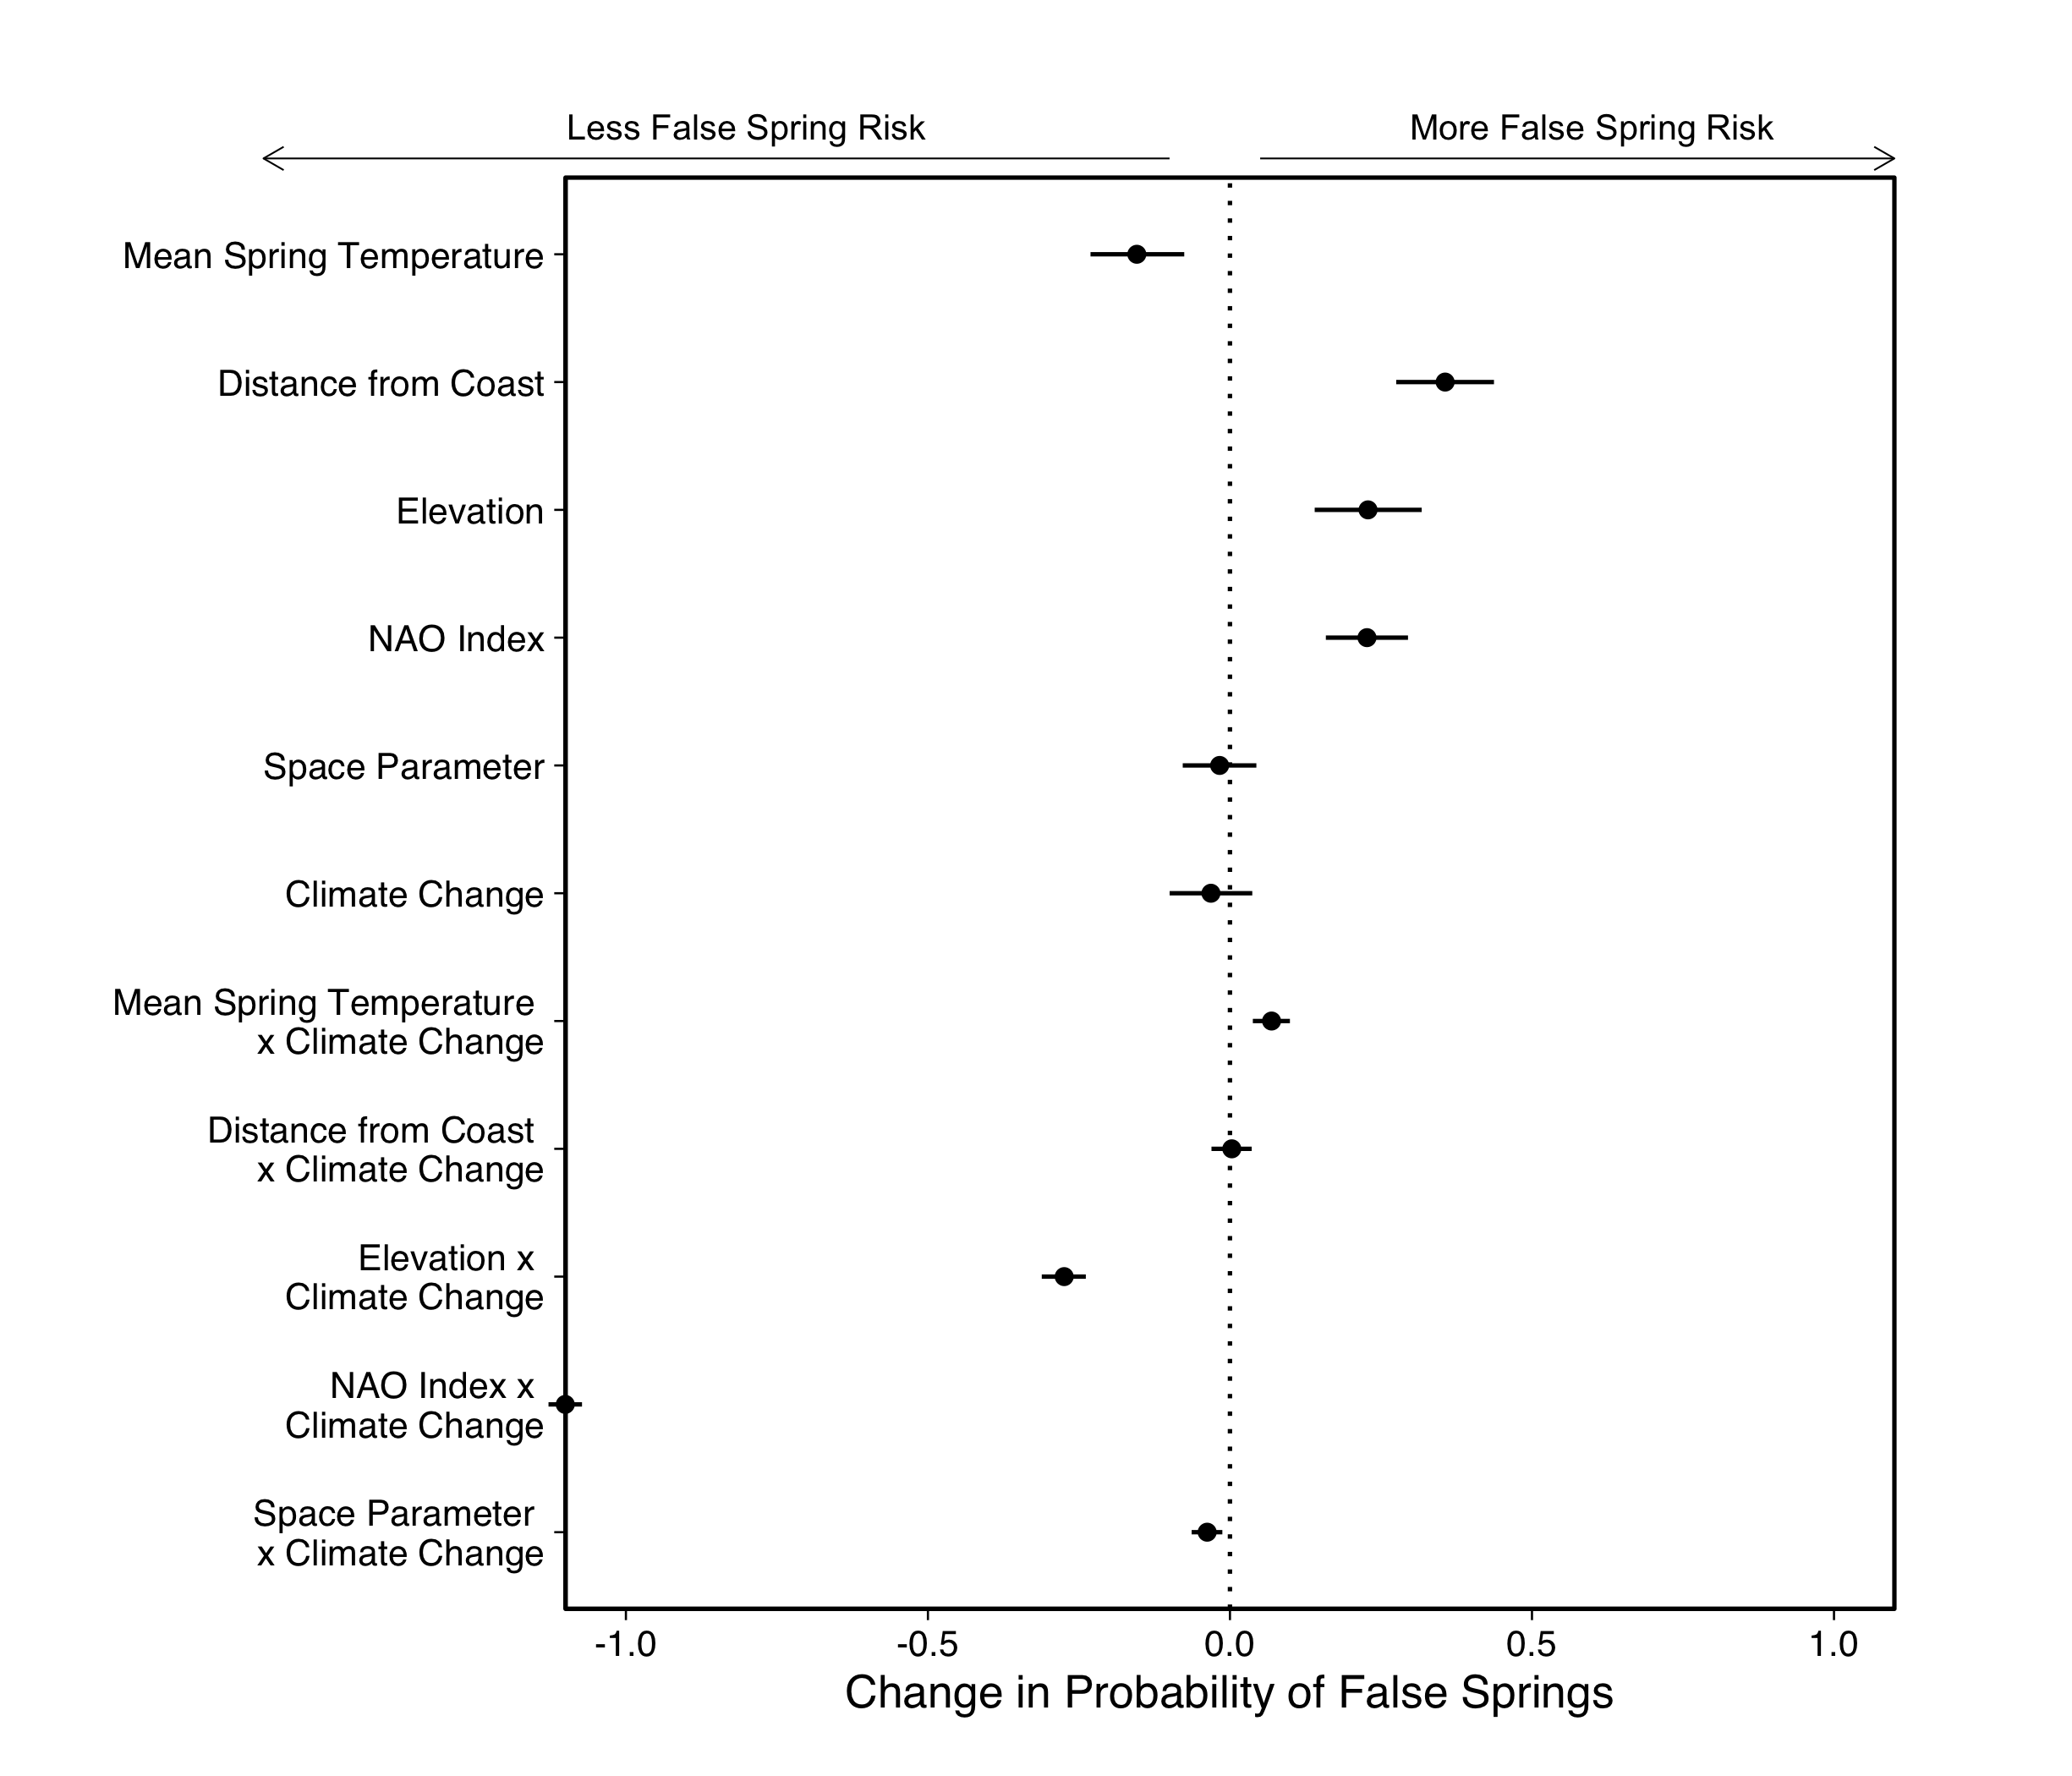 Less False Spring Risk
More False Spring Risk
Mean Spring Temperature
Distance from Coast
Elevation
NAO Index
Space Parameter
Climate Change
Mean Spring Temperature
x Climate Change
Distance from Coast
x Climate Change
Elevation x
Climate Change
NAO Index x
Climate Change
Space Parameter
x Climate Change
-1.0
-0.5
0.0
0.5
1.0
Change in Probability of False Springs